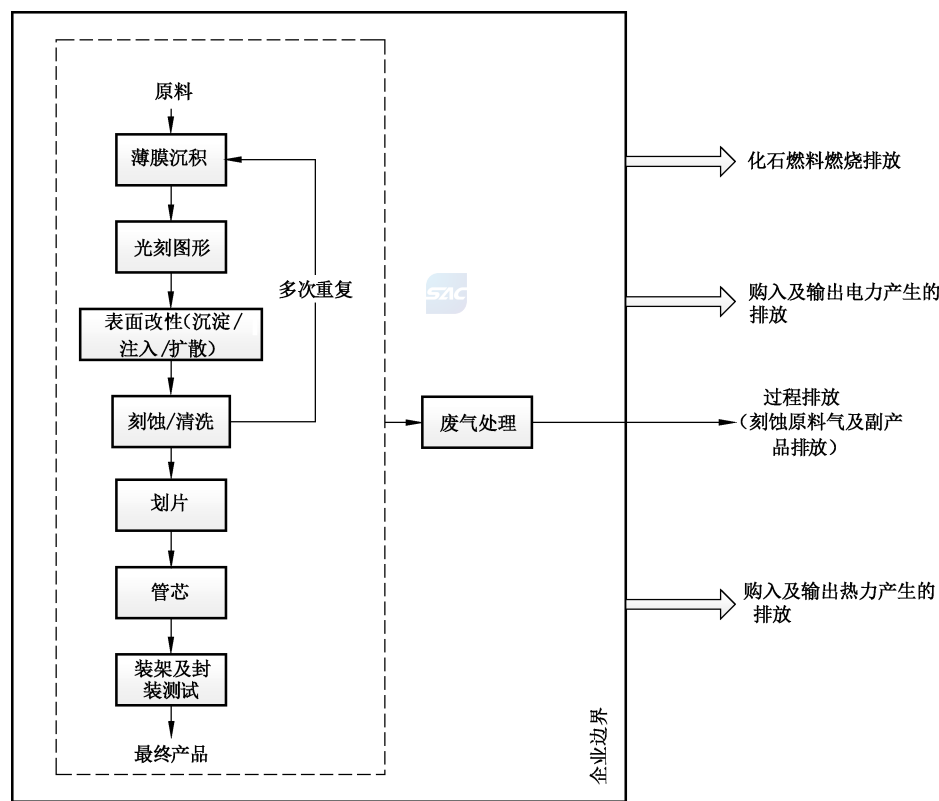 原料
薄膜沉积
光刻图形
表面改性(沉淀/
注入/扩散)
刻蚀/清洗
多次重复
划片
管芯
装架及封
装测试
最终产品
SAC
废气处理
化石燃料燃烧排放
购入及输出电力产生的
排放
过程排放
(刻蚀原料气及副产
品排放)
购入及输出热力产生的
排放
企业边界